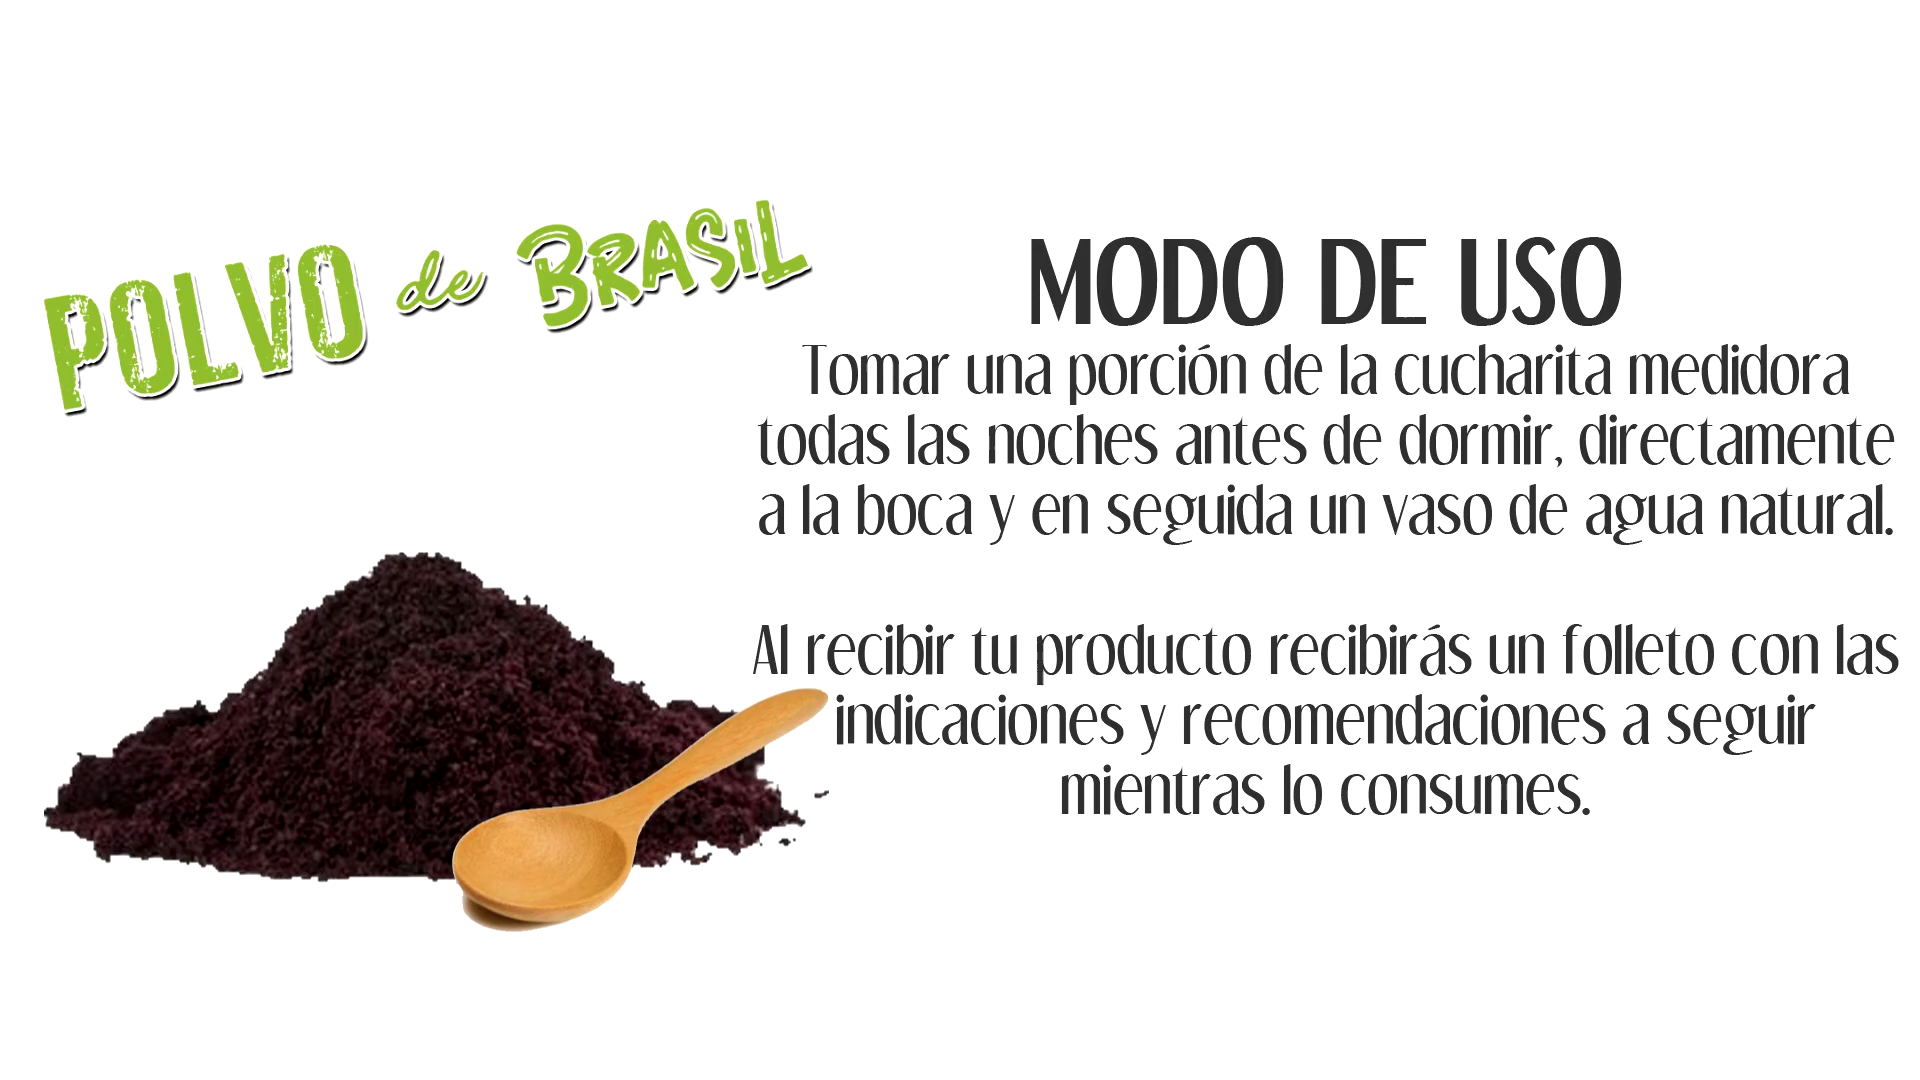 POLVO de BRASIL
MODO DE USO
Tomar una porción de la cucharita medidora
todas las noches antes de dormir, directamente
a la boca y en seguida un vaso de agua natural.
Al recibir tu producto recibirás un folleto con las
indicaciones y recomendaciones a seguir
mientras lo consumes.